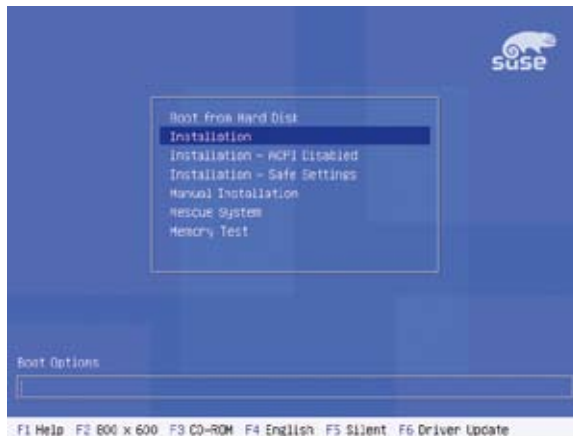 suse
Boot from Hard Disk
Installation
Installation - ACPI Disabled
Installation - Safe Settings
Manual Installation
Rescue System
Memory Test
Boot Options
F1 Help F2 800 x 600 F3 CD-ROM F4 English F5 Silent F6 Driver Update